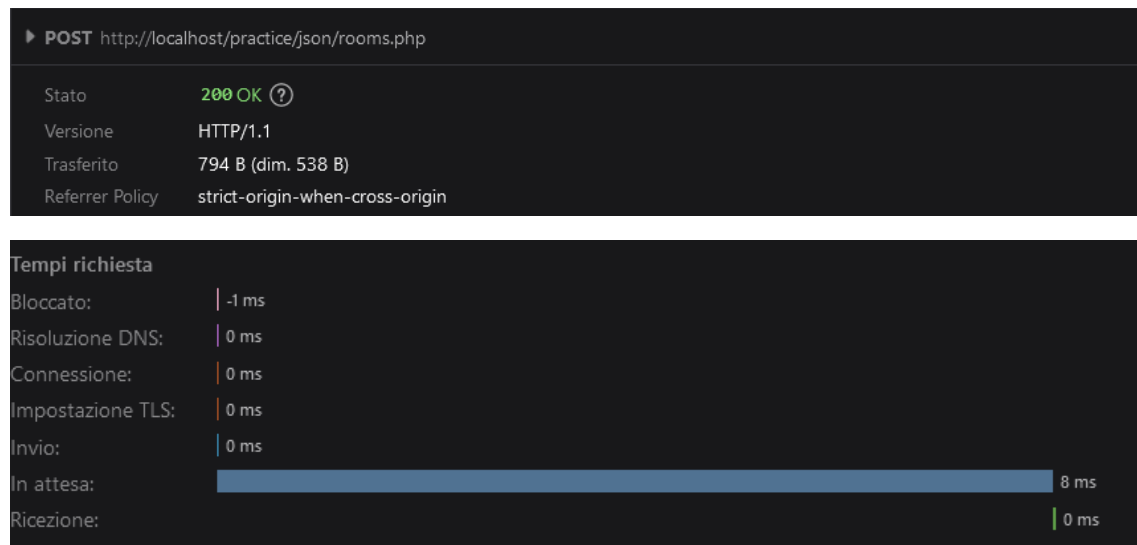 POST http://localhost/practice/json/rooms.php
Stato 200 OK ?
Versione HTTP/1.1
Trasferito 794 B (dim. 538 B)
Referrer Policy strict-origin-when-cross-origin
Tempi richiesta
Bloccato: -1 ms
Risoluzione DNS: 0 ms
Connessione: 0 ms
Impostazione TLS: 0 ms
Invio: 0 ms
In attesa: 8 ms
Ricezione: 0 ms